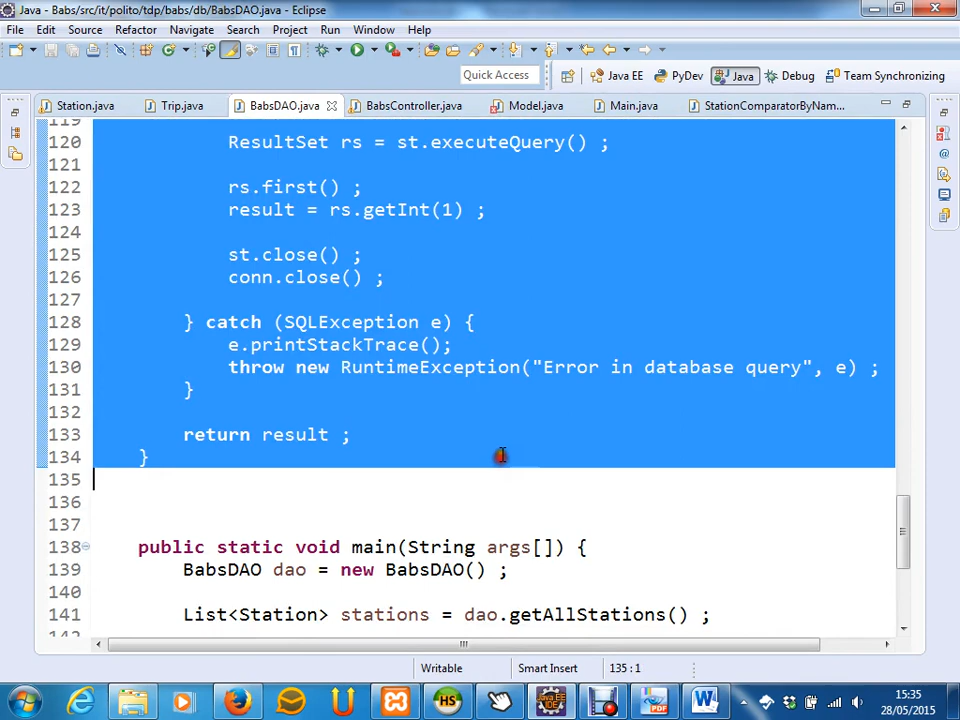 Java - Babs/src/it/polito/tdp/babs/db/BabsDAO.java - Eclipse
File Edit Source Refactor Navigate Search Project Run Window Help
Quick Access Java EE PyDev Java Debug Team Synchronizing
Station.java Trip.java BabsDAO.java BabsController.java Model.java Main.java StationComparatorByNam...
119
120 ResultSet rs = st.executeQuery() ;
121
122 rs.first() ;
123 result = rs.getInt(1) ;
124
125 st.close() ;
126 conn.close() ;
127
128 } catch (SQLException e) {
129 e.printStackTrace();
130 throw new RuntimeException("Error in database query", e) ;
131 }
132
133 return result ;
134 }
135
136
137
138 public static void main(String args[]) {
139 BabsDAO dao = new BabsDAO() ;
140
141 List<Station> stations = dao.getAllStations() ;
142
Writable Smart Insert 135 : 1
15:35
28/05/2015